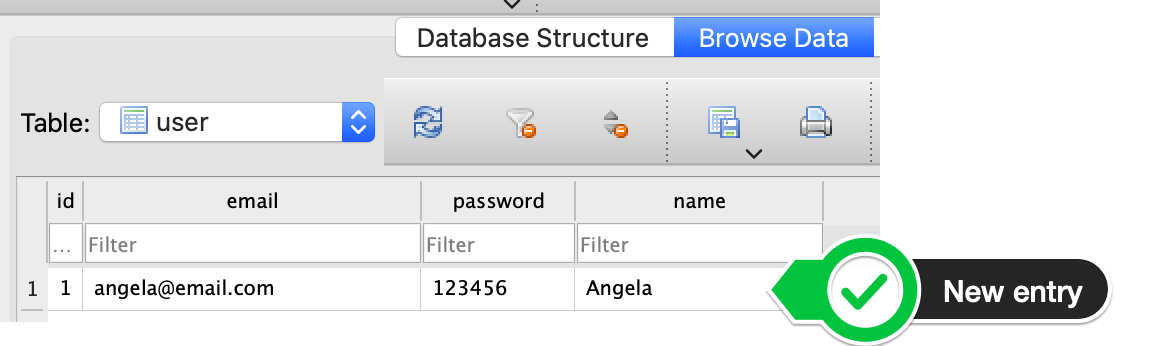 Database Structure Browse Data
Table: user
id email password name
... Filter Filter Filter
1 1 angela@email.com 123456 Angela
New entry